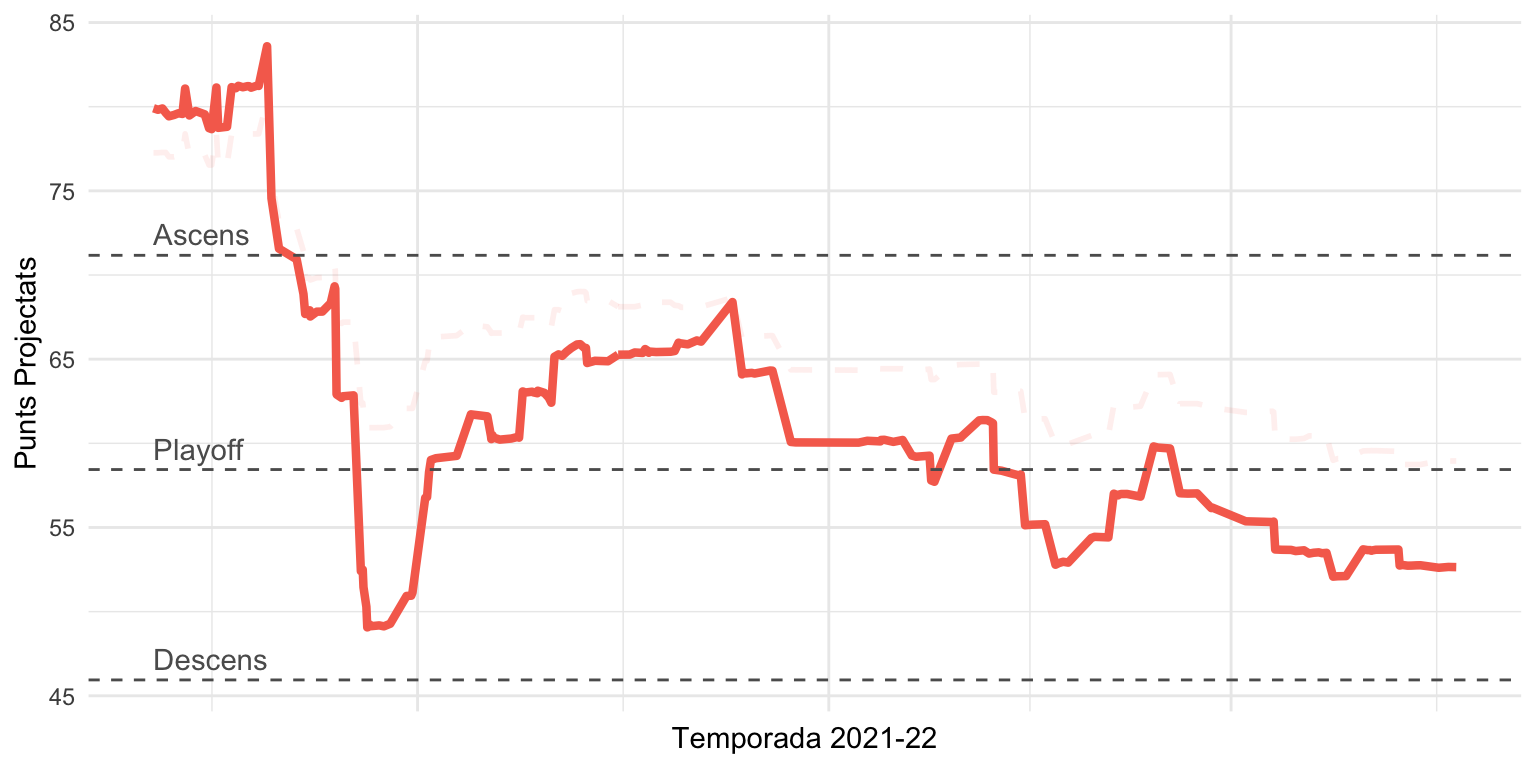 85
75
65
55
45
Punts Projectats
Ascens
Playoff
Descens
Temporada 2021-22